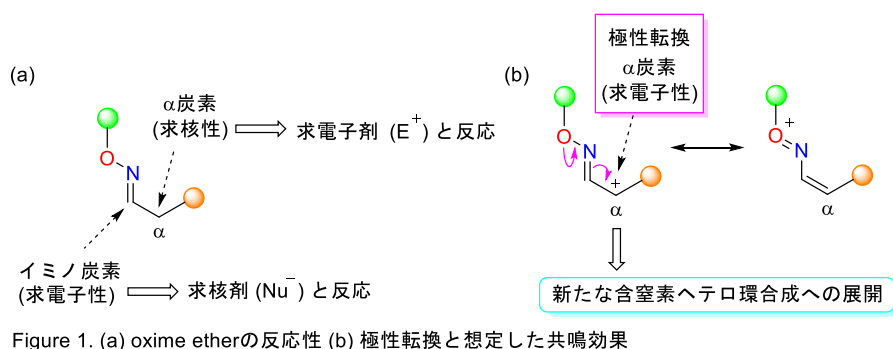 (a)
α炭素
(求核性)
求電子剤 (E+) と反応
O
N
α
イミノ炭素
(求電子性)
求核剤 (Nu−) と反応
(b)
極性転換
α炭素
(求電子性)
O
N
+
α
+
O
N
α
新たな含窒素ヘテロ環合成への展開
Figure 1. (a) oxime etherの反応性 (b) 極性転換と想定した共鳴効果